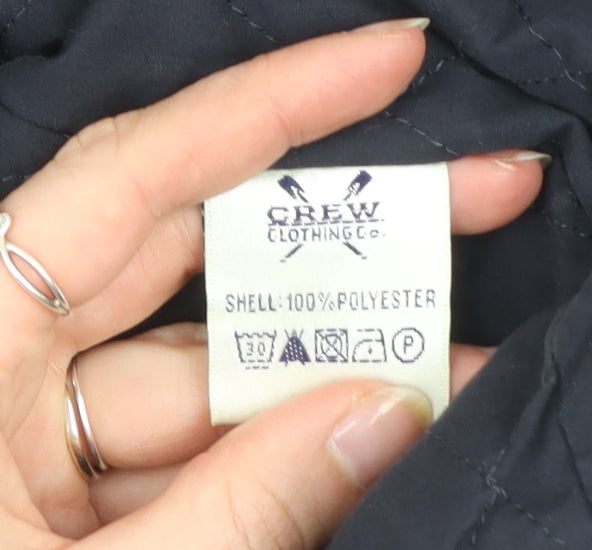 CREW
CLOTHING Co.
SHELL: 100% POLYESTER
30 P